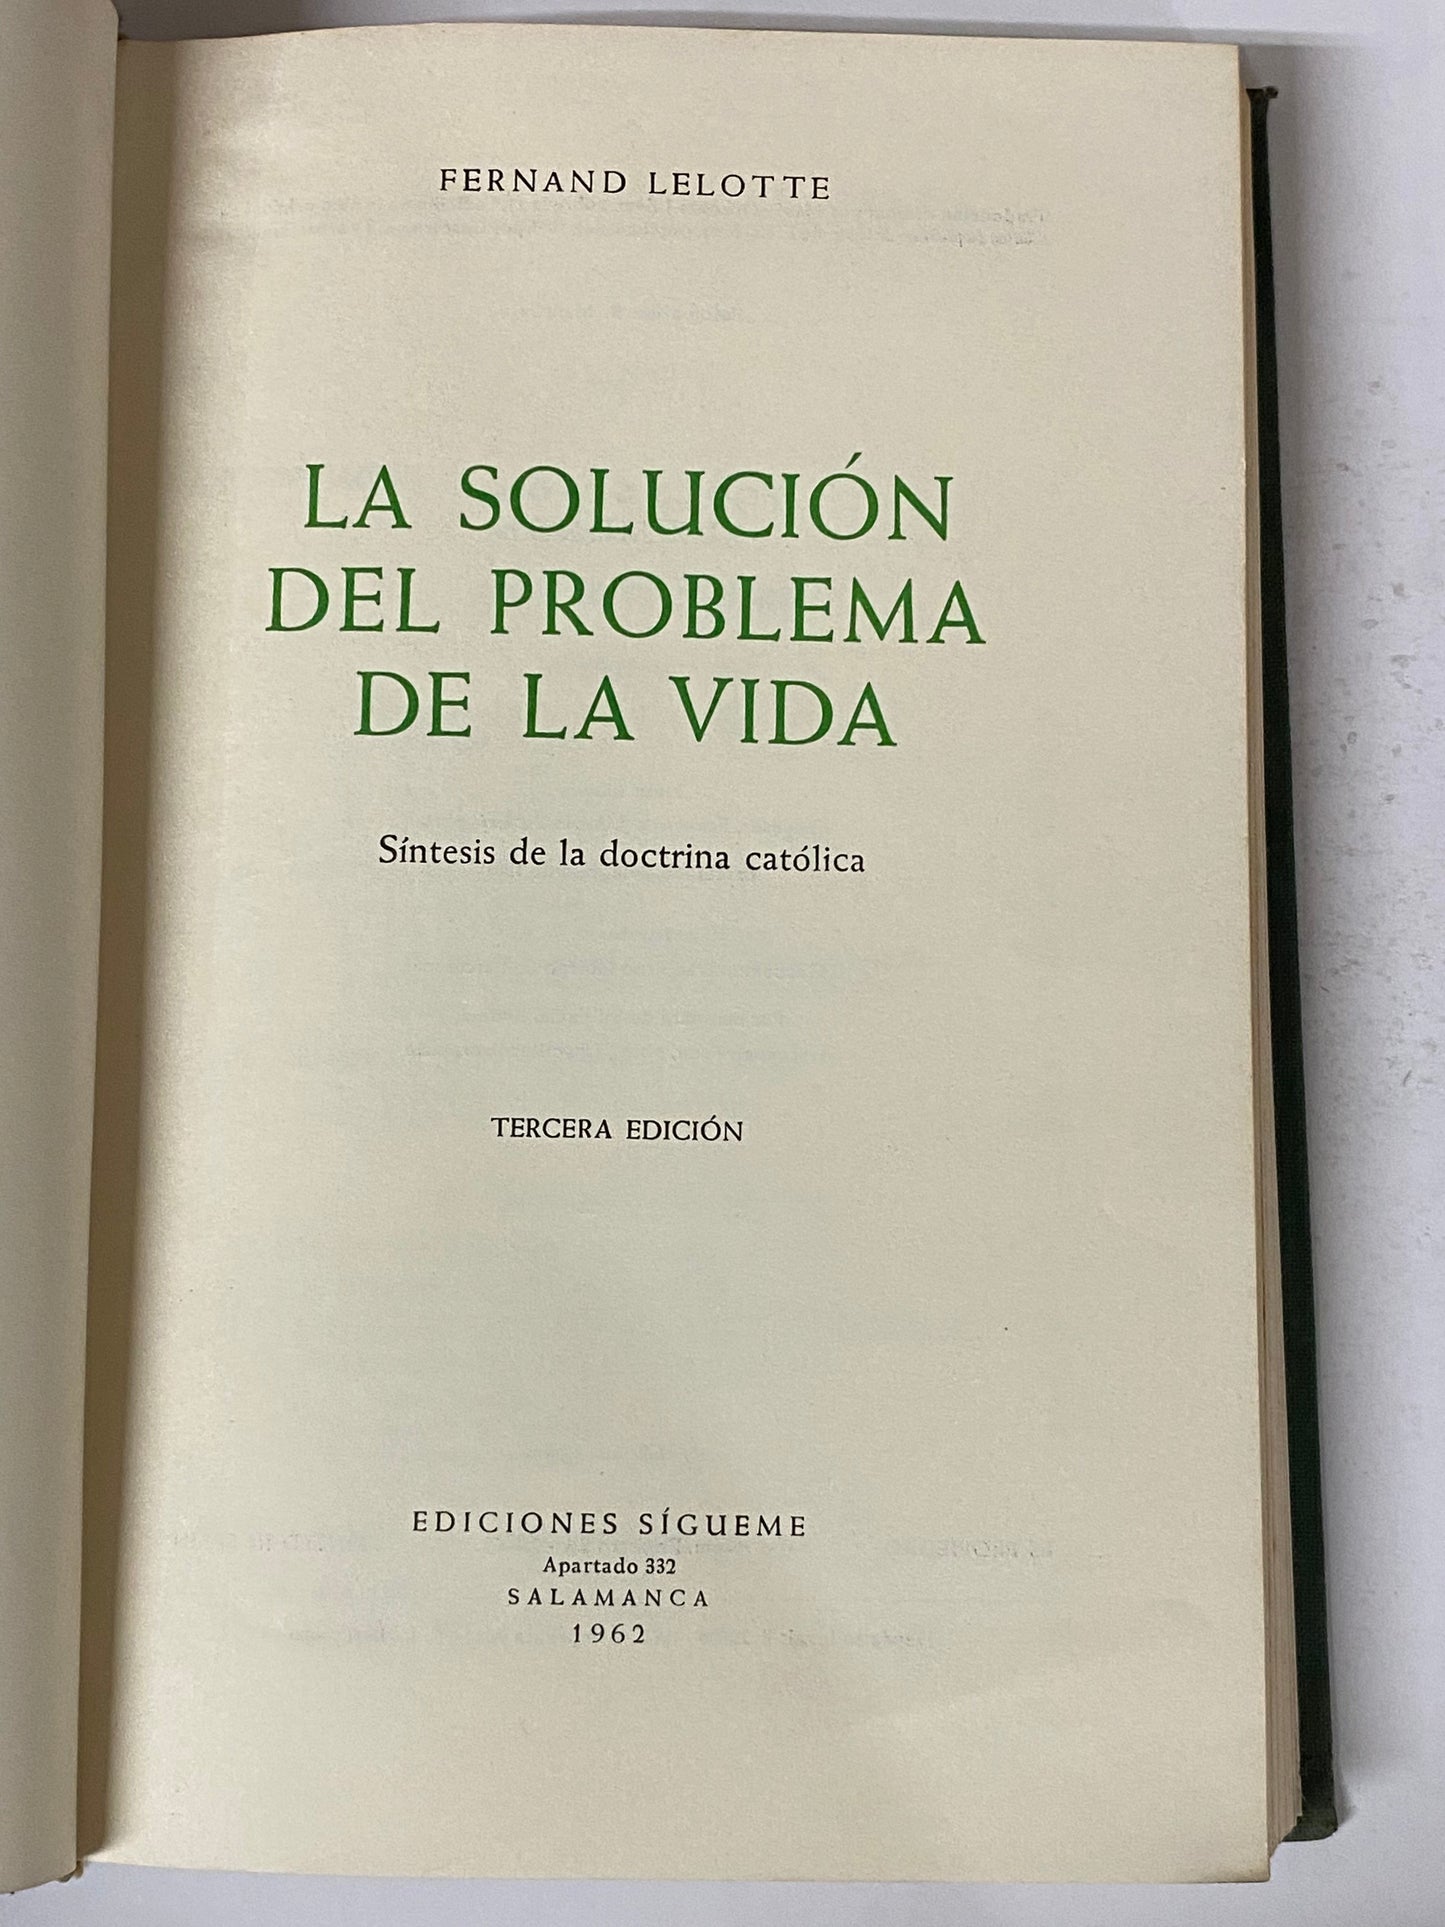 FERNAND LELOTTE
LA SOLUCIÓN
DEL PROBLEMA
DE LA VIDA
Síntesis de la doctrina católica
TERCERA EDICIÓN
EDICIONES SÍGUEME
Apartado 332
SALAMANCA
1962